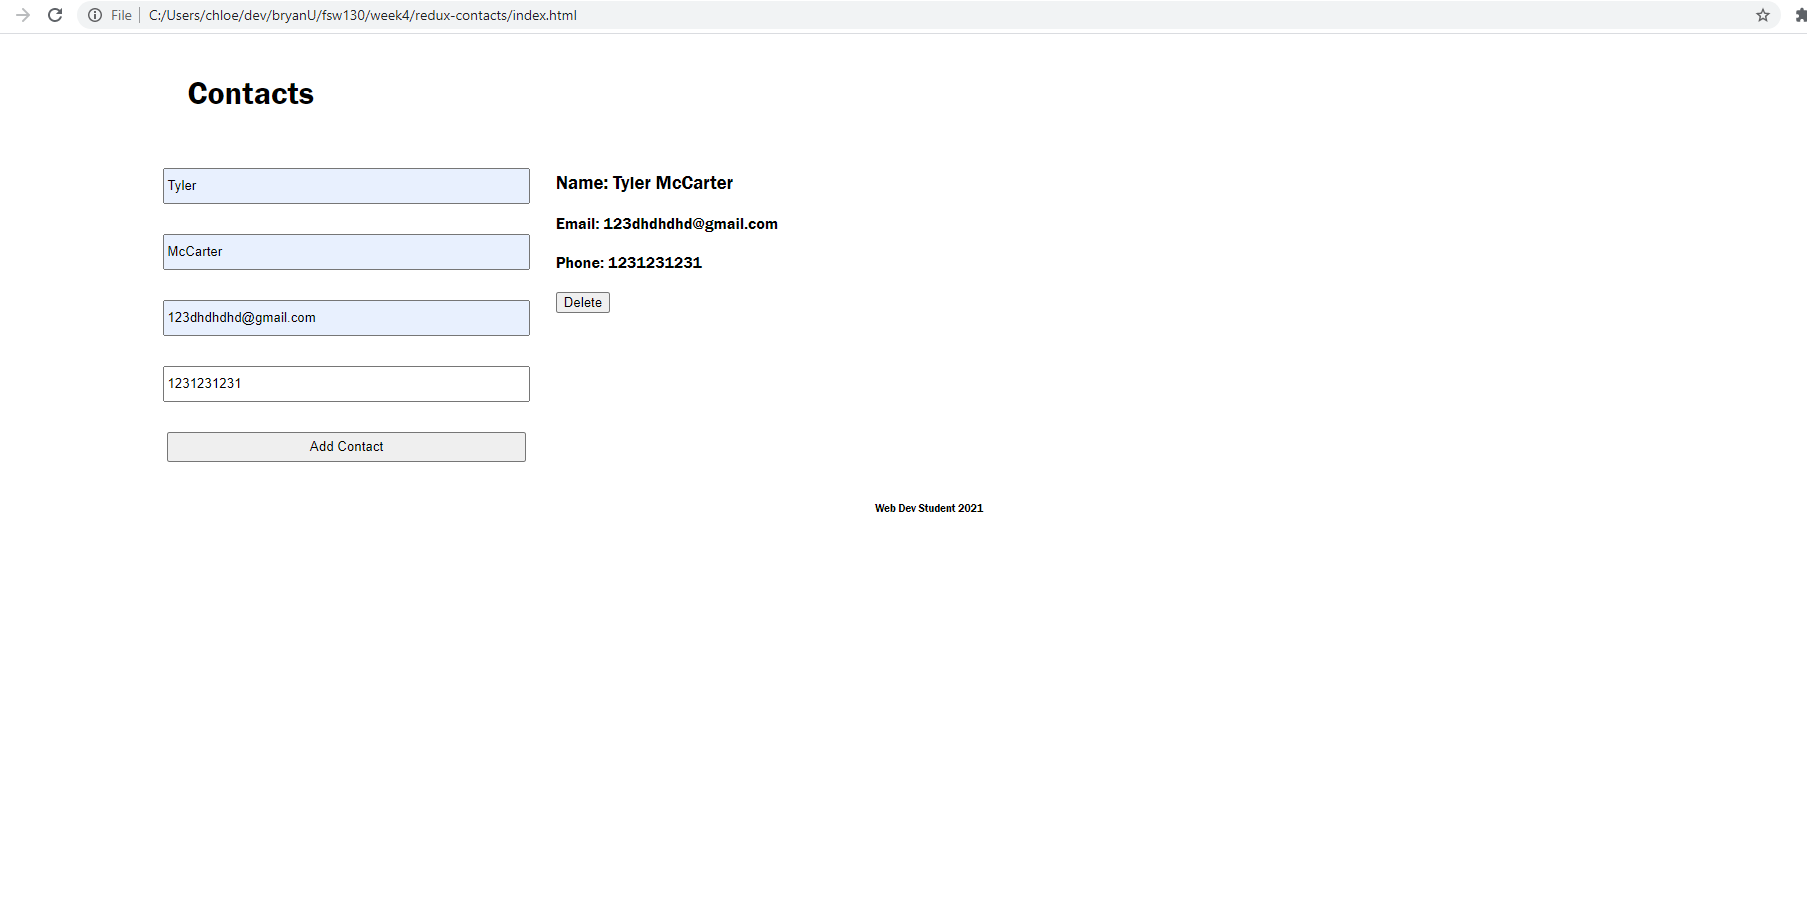 File C:/Users/chloe/dev/bryanU/fsw130/week4/redux-contacts/index.html
Contacts
Tyler
McCarter
123dhdhdhd@gmail.com
1231231231
Add Contact
Name: Tyler McCarter
Email: 123dhdhdhd@gmail.com
Phone: 1231231231
Delete
Web Dev Student 2021